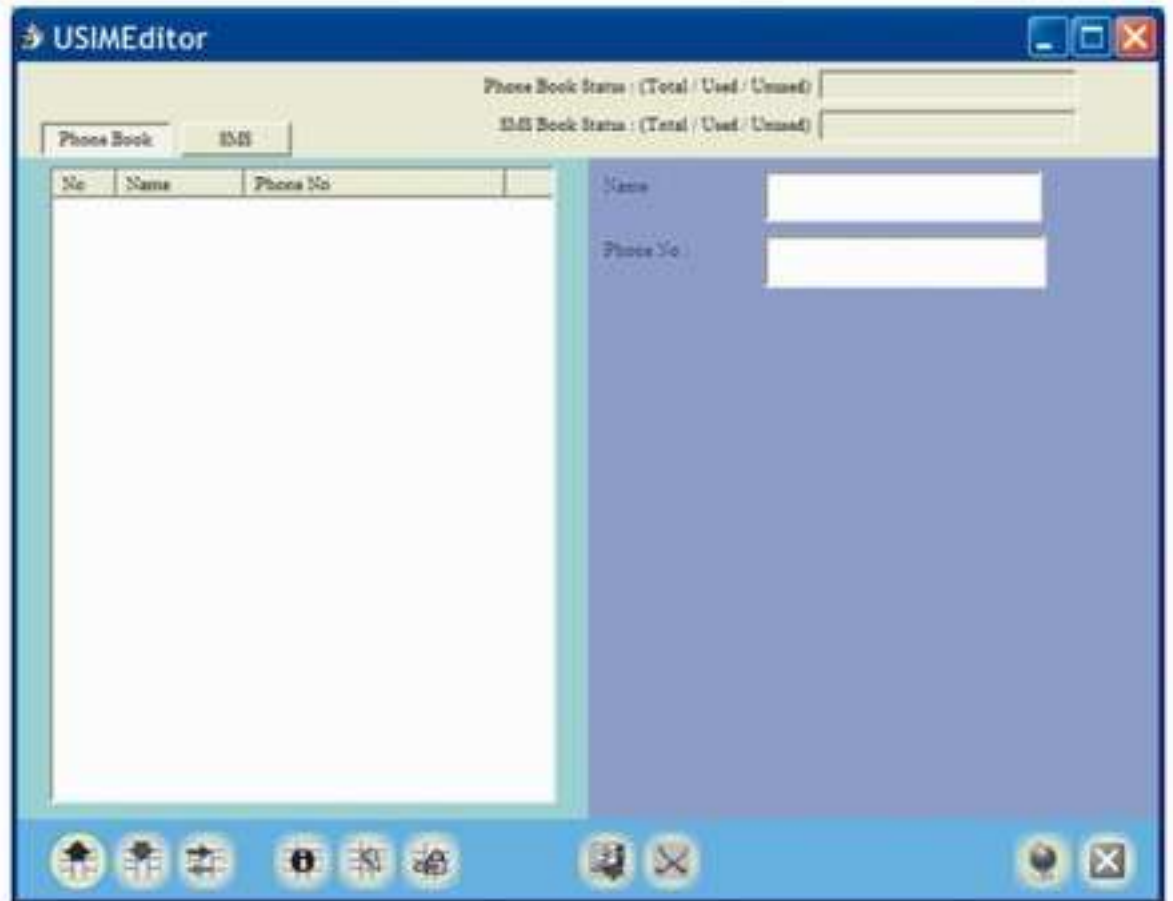 USIMEditor
Phone Book Status : (Total / Used / Unused)
SMS Book Status : (Total / Used / Unused)
Phone Book SMS
No Name Phone No
Name
Phone No :